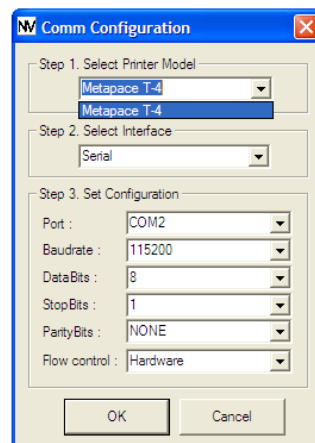 NV Comm Configuration
Step 1. Select Printer Model
Metapace T-4
Metapace T-4
Step 2. Select Interface
Serial
Step 3. Set Configuration
Port : COM2
Baudrate : 115200
DataBits : 8
StopBits : 1
ParityBits : NONE
Flow control : Hardware
OK Cancel